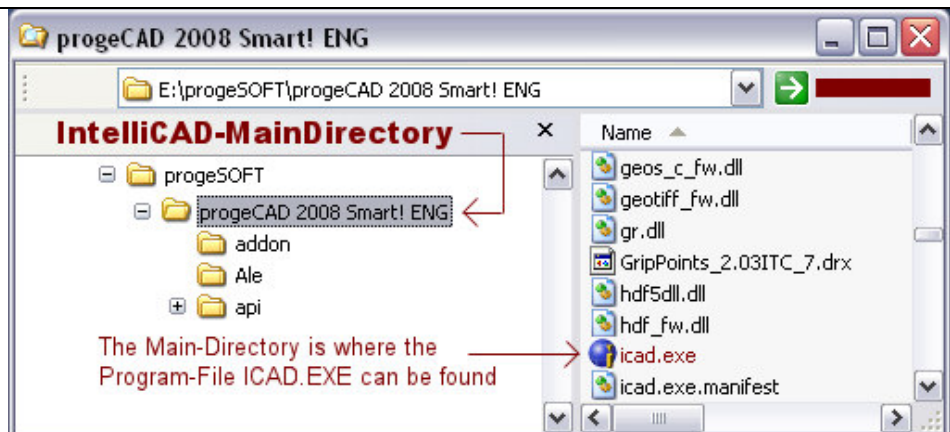 progeCAD 2008 Smart! ENG
E:\progeSOFT\progeCAD 2008 Smart! ENG
IntelliCAD-MainDirectory
progeSOFT
progeCAD 2008 Smart! ENG
addon
Ale
api
The Main-Directory is where the
Program-File ICAD.EXE can be found
Name
geos_c_fw.dll
geotiff_fw.dll
gr.dll
GripPoints_2.03ITC_7.drx
hdf5dll.dll
hdf_fw.dll
icad.exe
icad.exe.manifest